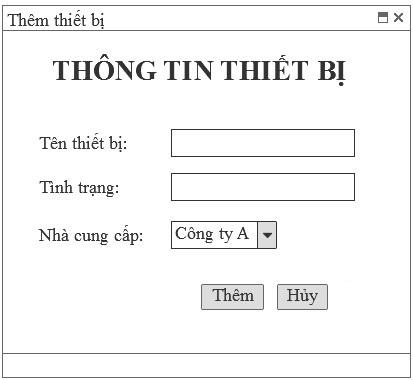 Thêm thiết bị
THÔNG TIN THIẾT BỊ
Tên thiết bị:
Tình trạng:
Nhà cung cấp: Công ty A
Thêm Hủy